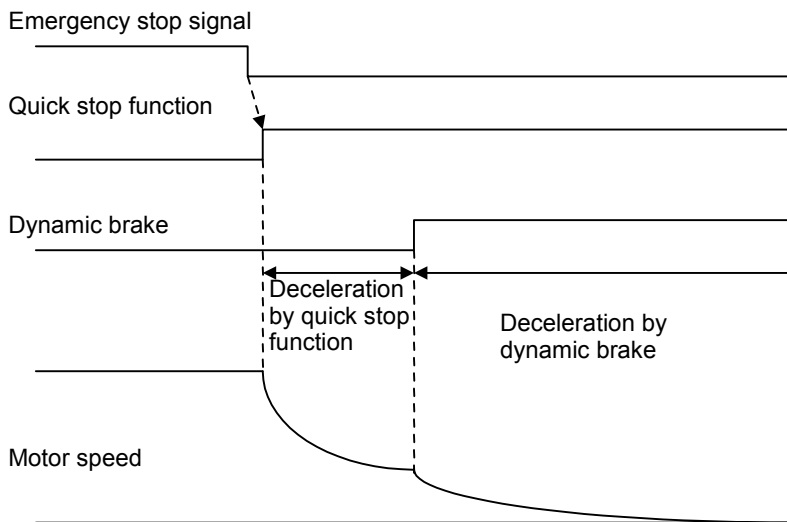 Emergency stop signal
Quick stop function
Dynamic brake
Deceleration
by quick stop
function
Deceleration by
dynamic brake
Motor speed